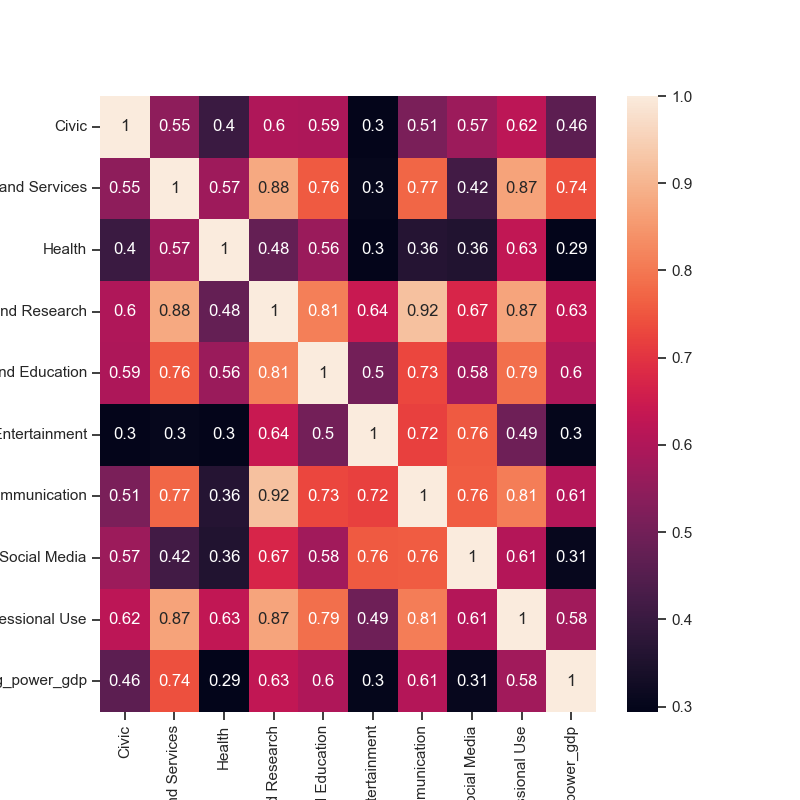 Civic 1 0.55 0.4 0.6 0.59 0.3 0.51 0.57 0.62 0.46
and Services 0.55 1 0.57 0.88 0.76 0.3 0.77 0.42 0.87 0.74
Health 0.4 0.57 1 0.48 0.56 0.3 0.36 0.36 0.63 0.29
nd Research 0.6 0.88 0.48 1 0.81 0.64 0.92 0.67 0.87 0.63
nd Education 0.59 0.76 0.56 0.81 1 0.5 0.73 0.58 0.79 0.6
Entertainment 0.3 0.3 0.3 0.64 0.5 1 0.72 0.76 0.49 0.3
mmunication 0.51 0.77 0.36 0.92 0.73 0.72 1 0.76 0.81 0.61
Social Media 0.57 0.42 0.36 0.67 0.58 0.76 0.76 1 0.61 0.31
essional Use 0.62 0.87 0.63 0.87 0.79 0.49 0.81 0.61 1 0.58
g_power_gdp 0.46 0.74 0.29 0.63 0.6 0.3 0.61 0.31 0.58 1
Civic
nd Services
Health
d Research
l Education
tertainment
munication
ocial Media
ssional Use
power_gdp
1.0
0.9
0.8
0.7
0.6
0.5
0.4
0.3